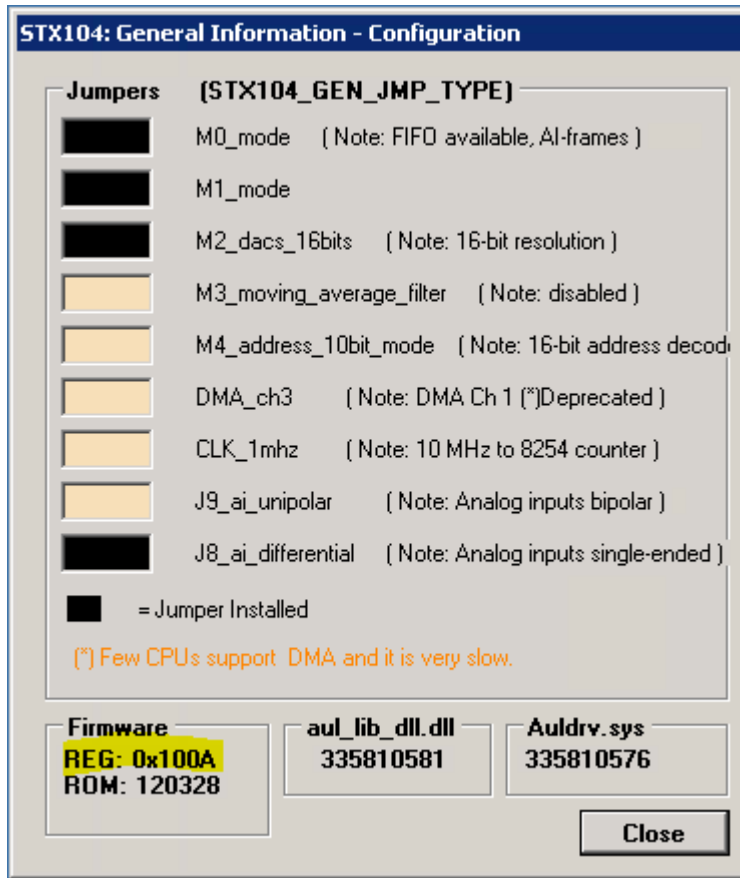 STX104: General Information - Configuration
Jumpers (STX104_GEN_JMP_TYPE)
M0_mode ( Note: FIFO available, AI-frames )
M1_mode
M2_dacs_16bits ( Note: 16-bit resolution )
M3_moving_average_filter ( Note: disabled )
M4_address_10bit_mode ( Note: 16-bit address decod
DMA_ch3 ( Note: DMA Ch 1 (*)Deprecated )
CLK_1mhz ( Note: 10 MHz to 8254 counter )
J9_ai_unipolar ( Note: Analog inputs bipolar )
J8_ai_differential ( Note: Analog inputs single-ended )
= Jumper Installed
(*) Few CPUs support DMA and it is very slow.
Firmware
REG: 0x100A
ROM: 120328
aul_lib_dll.dll
335810581
Auldrv.sys
335810576
Close